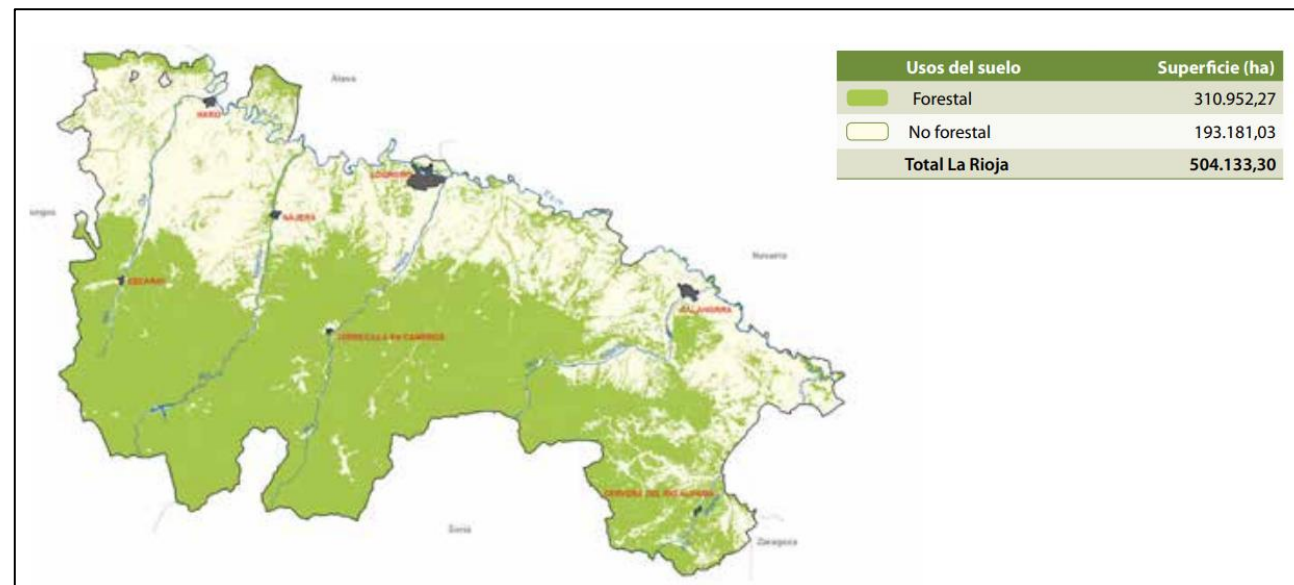 Usos del suelo Superficie (ha)
Forestal 310.952,27
No forestal 193.181,03
Total La Rioja 504.133,30
Álava
HARO
LOGROÑO
NÁJERA
Navarra
EZCARAY
CALAHORRA
TORRECILLA EN CAMEROS
CERVERA DEL RIO ALHAMA
Soria
Zaragoza